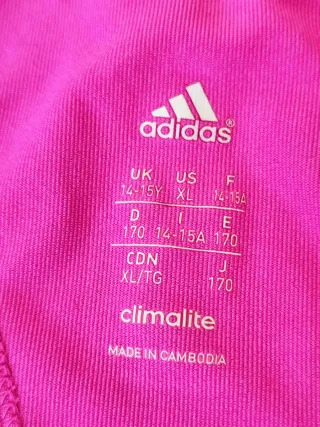 adidas®
UK US F
14-15Y XL 14-15A
D I E
170 14-15A 170
CDN J
XL/TG 170
climalite
MADE IN CAMBODIA